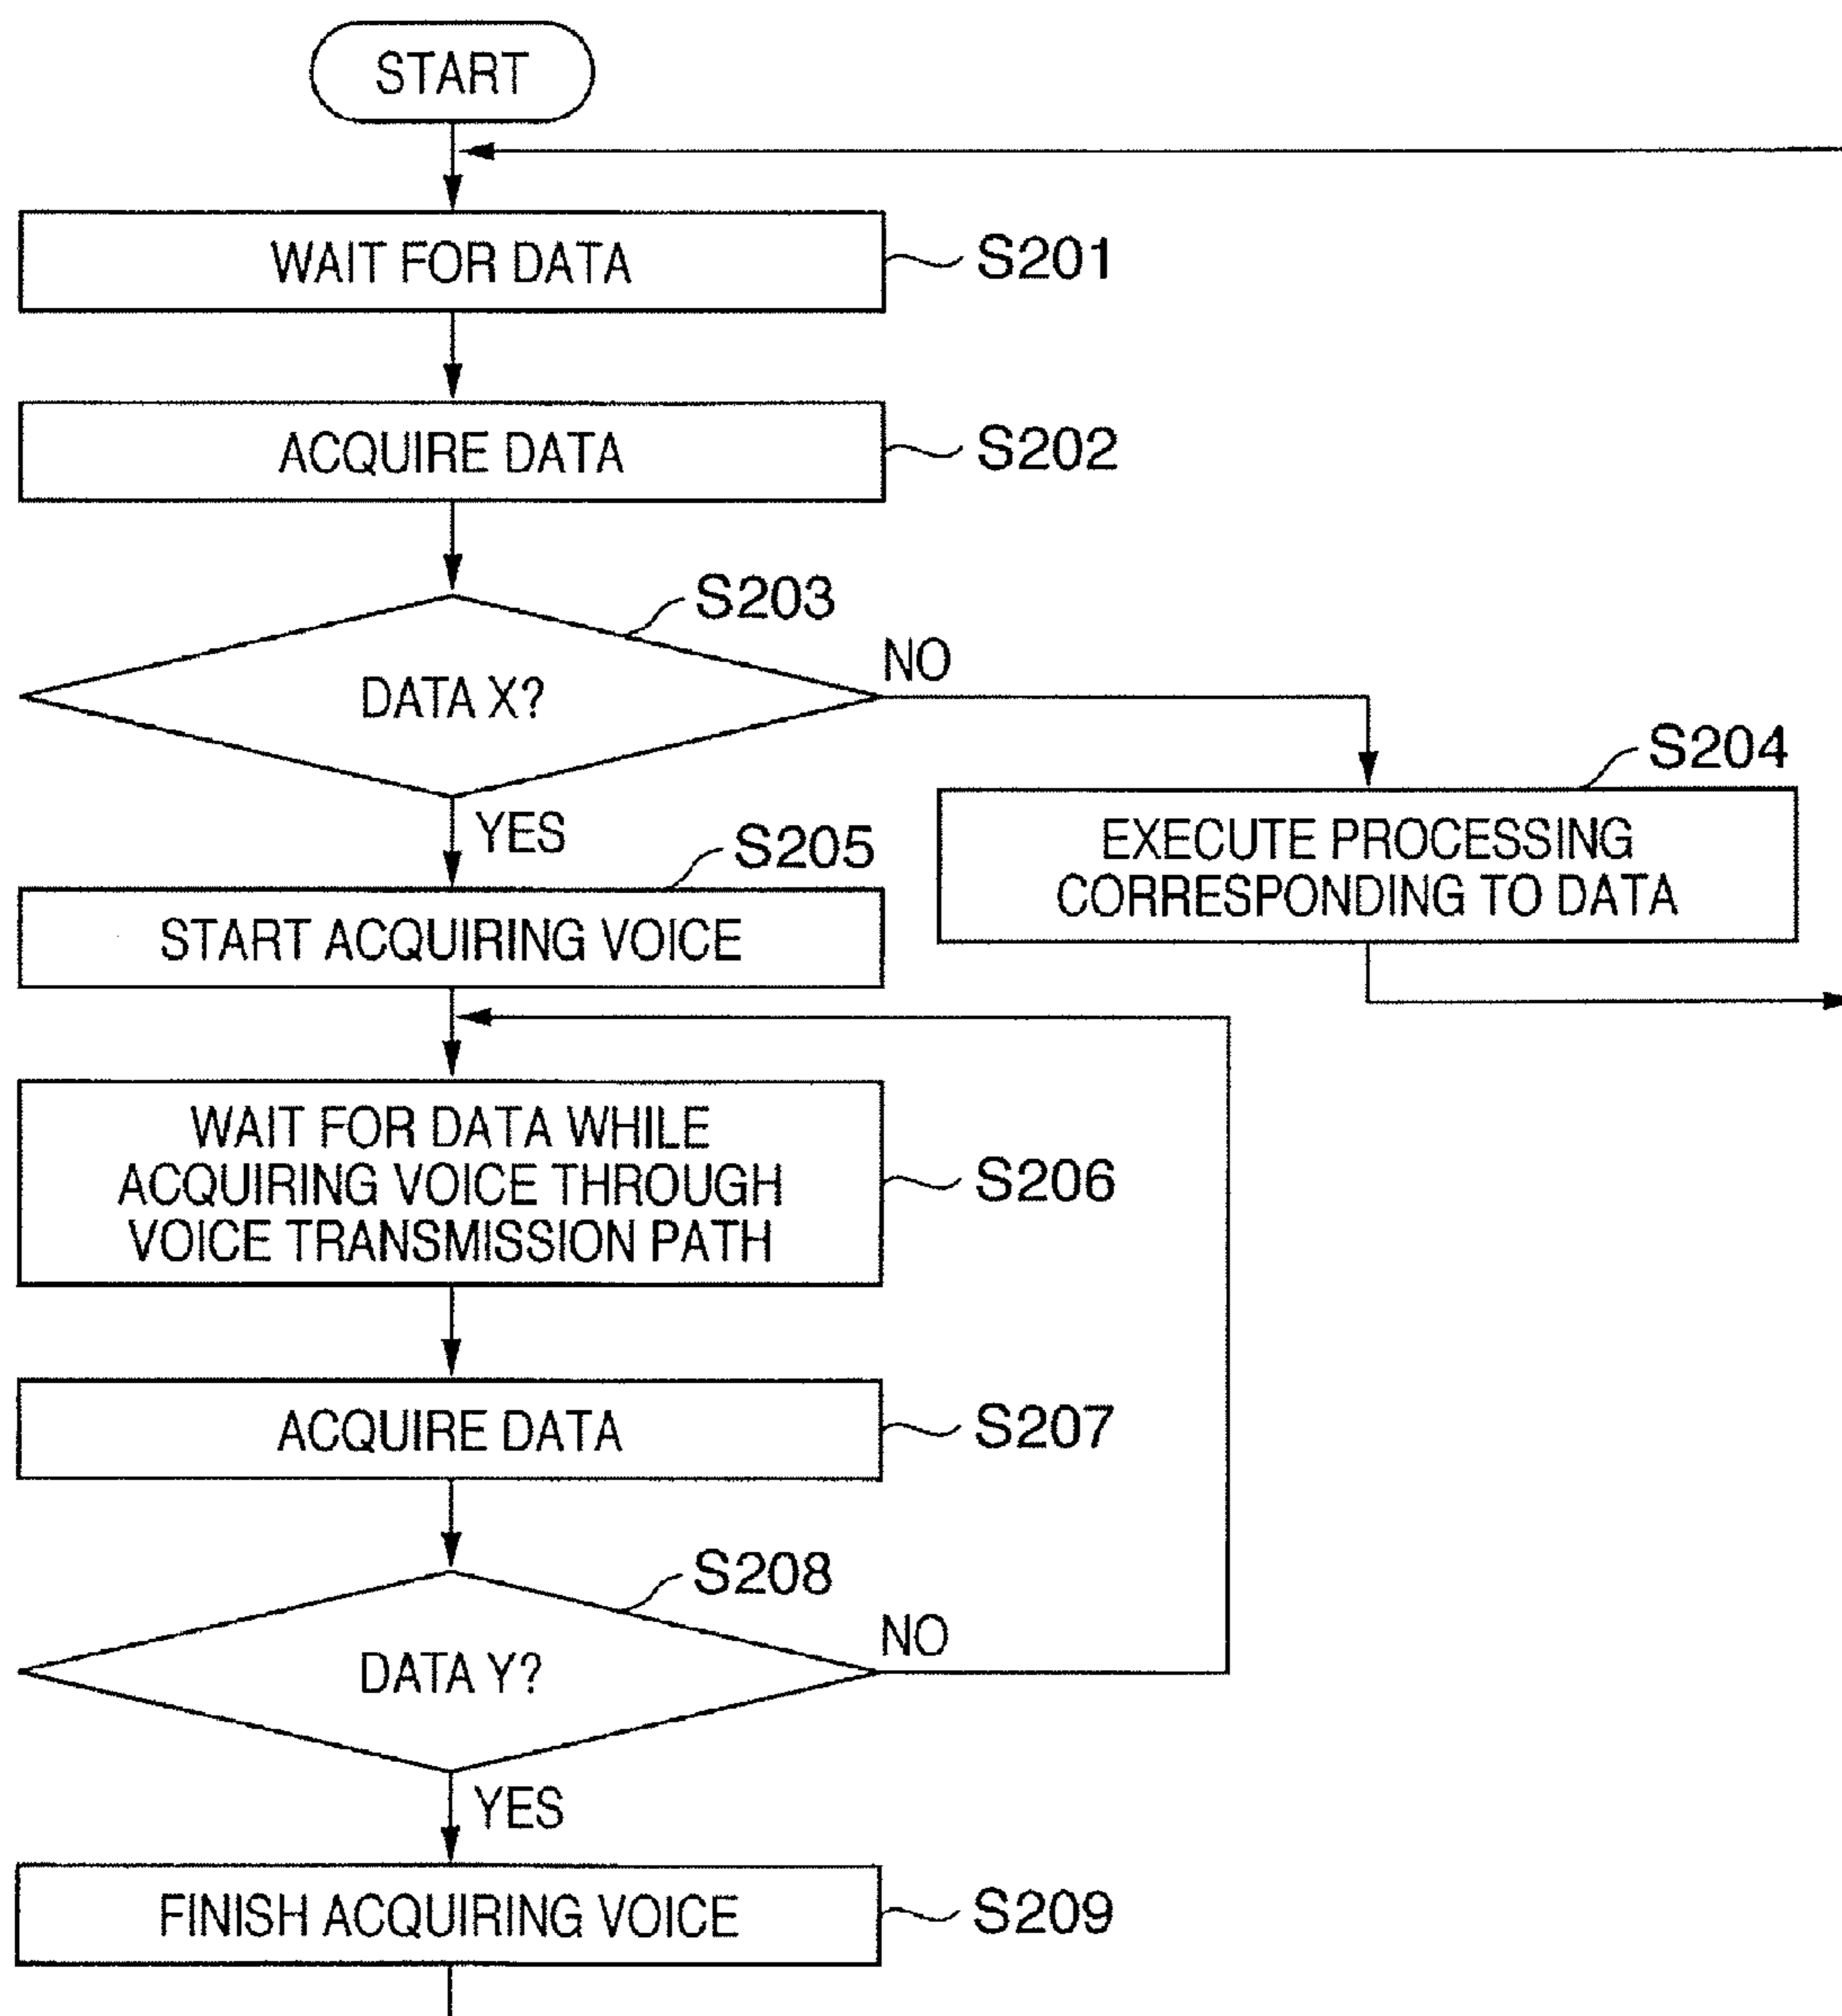 START
WAIT FOR DATA
S201
ACQUIRE DATA
S202
S203
DATA X?
NO
YES
S204
EXECUTE PROCESSING
CORRESPONDING TO DATA
S205
START ACQUIRING VOICE
WAIT FOR DATA WHILE
ACQUIRING VOICE THROUGH
VOICE TRANSMISSION PATH
S206
ACQUIRE DATA
S207
S208
DATA Y?
NO
YES
FINISH ACQUIRING VOICE
S209